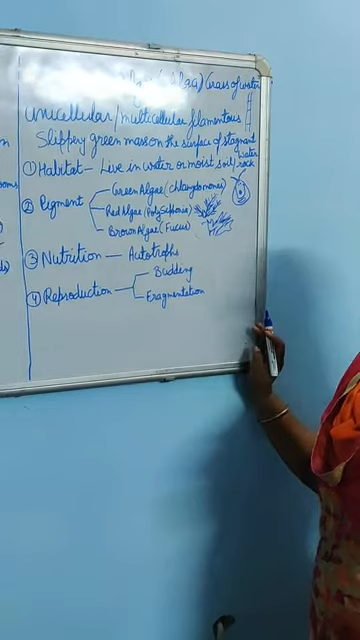 (Grass of water
Unicellular/multicellular filamentous
Slippery green mass on the surface of stagnant water
① Habitat – Live in water or moist soil/rock
② Pigment
Green Algae (Chlamydomones)
Red Algae (PolySiphonia)
Brown Algae (Fucus)
③ Nutrition – Autotrophs
④ Reproduction
Budding
Fragmentation